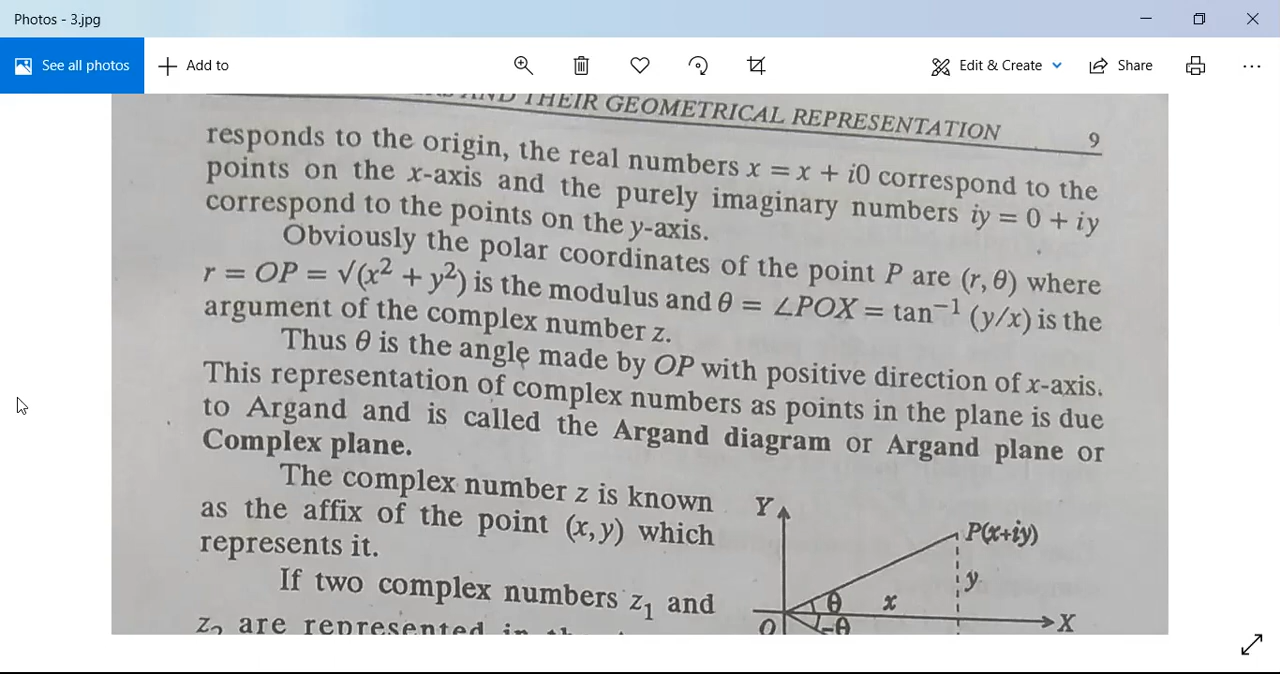 Photos - 3.jpg
See all photos
Add to
Edit & Create
Share
AND THEIR GEOMETRICAL REPRESENTATION 9
responds to the origin, the real numbers x = x + i0 correspond to the
points on the x-axis and the purely imaginary numbers iy = 0 + iy
correspond to the points on the y-axis.
Obviously the polar coordinates of the point P are (r, θ) where
r = OP = √(x² + y²) is the modulus and θ = ∠POX = tan⁻¹ (y/x) is the
argument of the complex number z.
Thus θ is the angle made by OP with positive direction of x-axis.
This representation of complex numbers as points in the plane is due
to Argand and is called the Argand diagram or Argand plane or
Complex plane.
The complex number z is known
as the affix of the point (x, y) which
represents it.
If two complex numbers z₁ and
z₂ are represented in
Y
P(x+iy)
y
θ
x
X
O
-θ